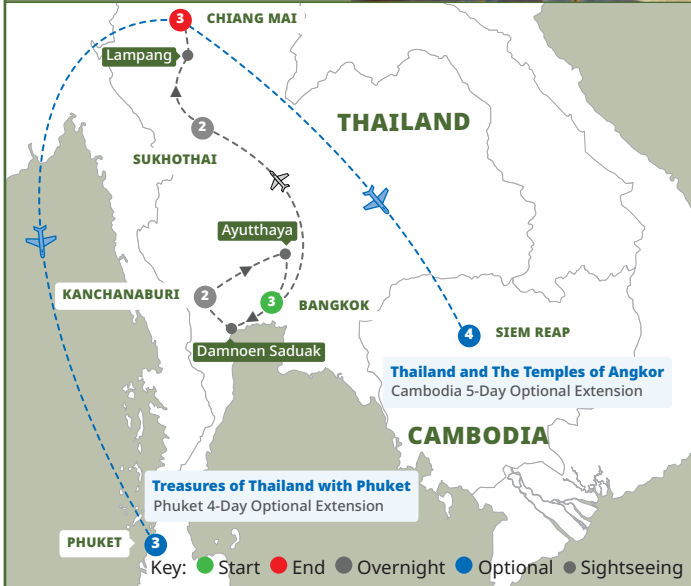 3 CHIANG MAI
Lampang
THAILAND
2
SUKHOTHAI
Ayutthaya
KANCHANABURI 2
3 BANGKOK
Damnoen Saduak
4 SIEM REAP
Thailand and The Temples of Angkor
Cambodia 5-Day Optional Extension
CAMBODIA
Treasures of Thailand with Phuket
Phuket 4-Day Optional Extension
PHUKET 3
Key: Start End Overnight Optional Sightseeing